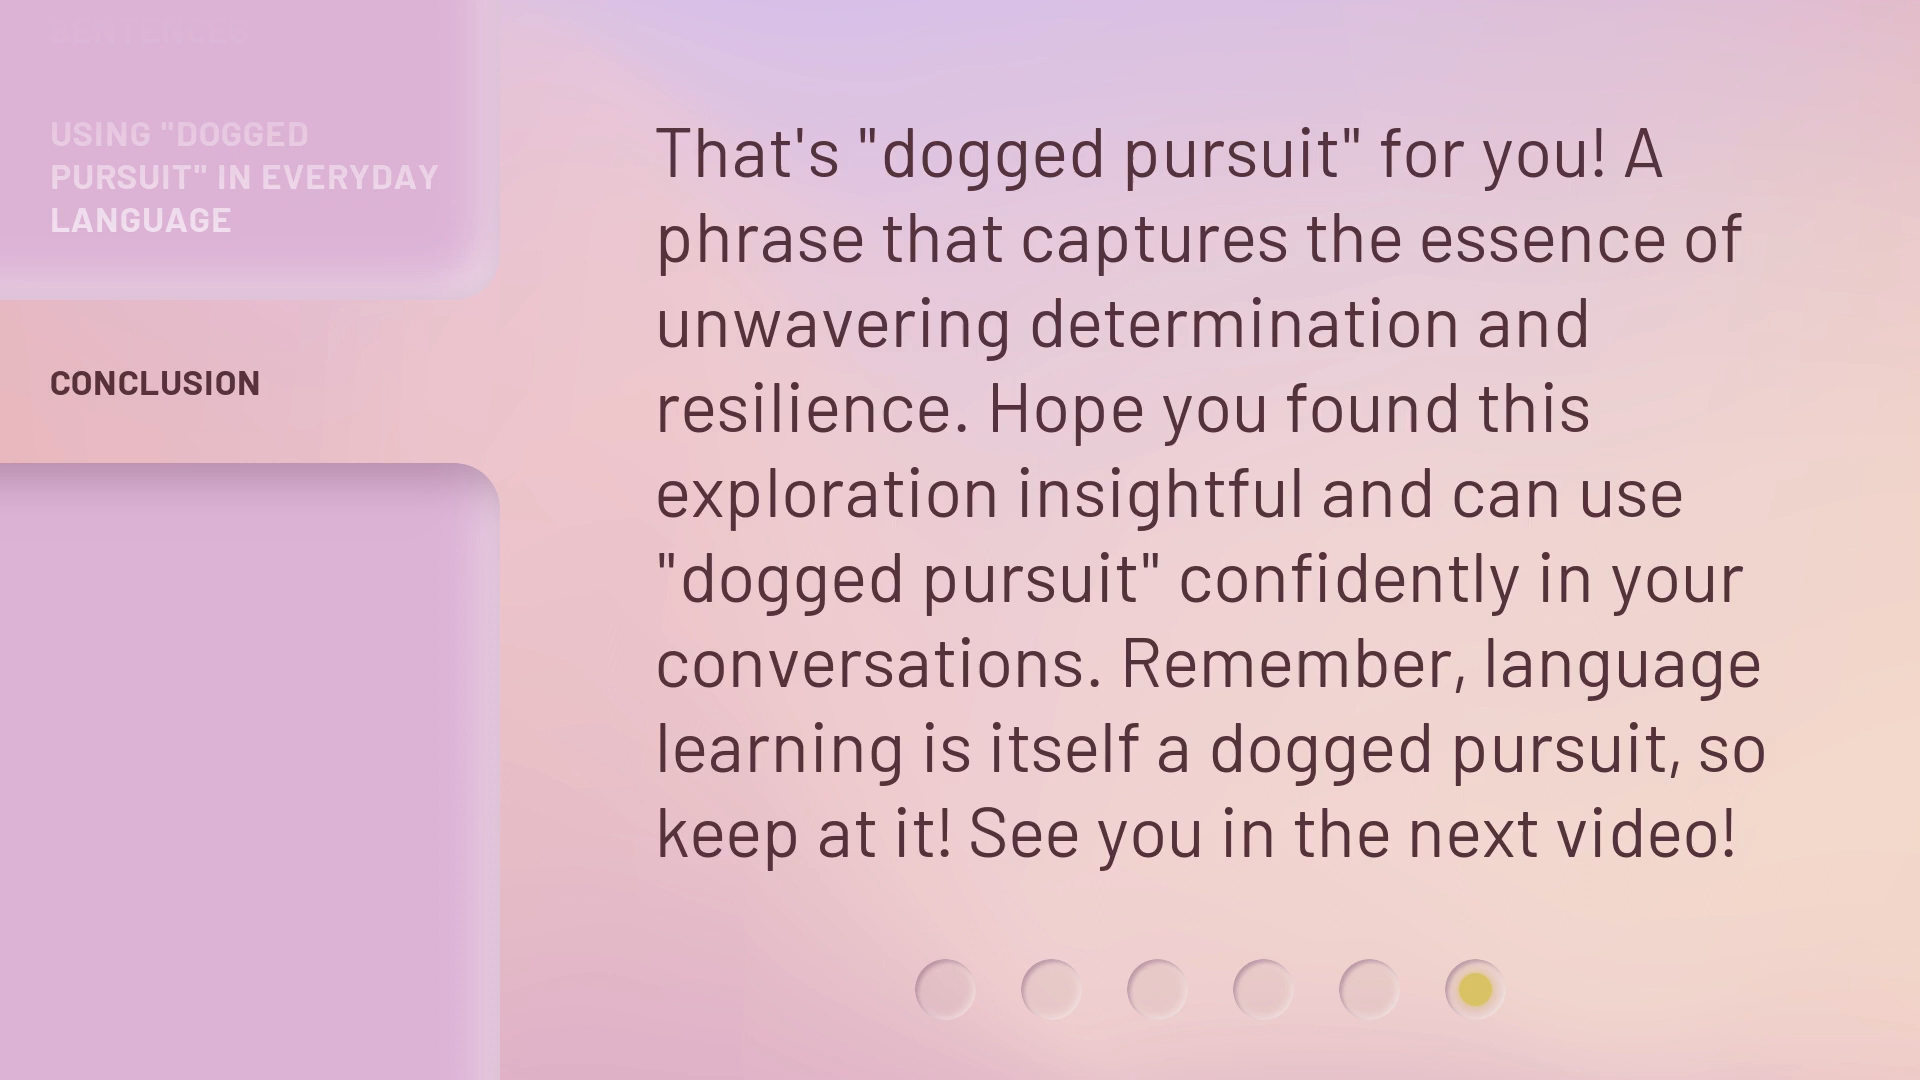 SENTENCES
USING "DOGGED
PURSUIT" IN EVERYDAY
LANGUAGE
CONCLUSION
That's "dogged pursuit" for you! A
phrase that captures the essence of
unwavering determination and
resilience. Hope you found this
exploration insightful and can use
"dogged pursuit" confidently in your
conversations. Remember, language
learning is itself a dogged pursuit, so
keep at it! See you in the next video!